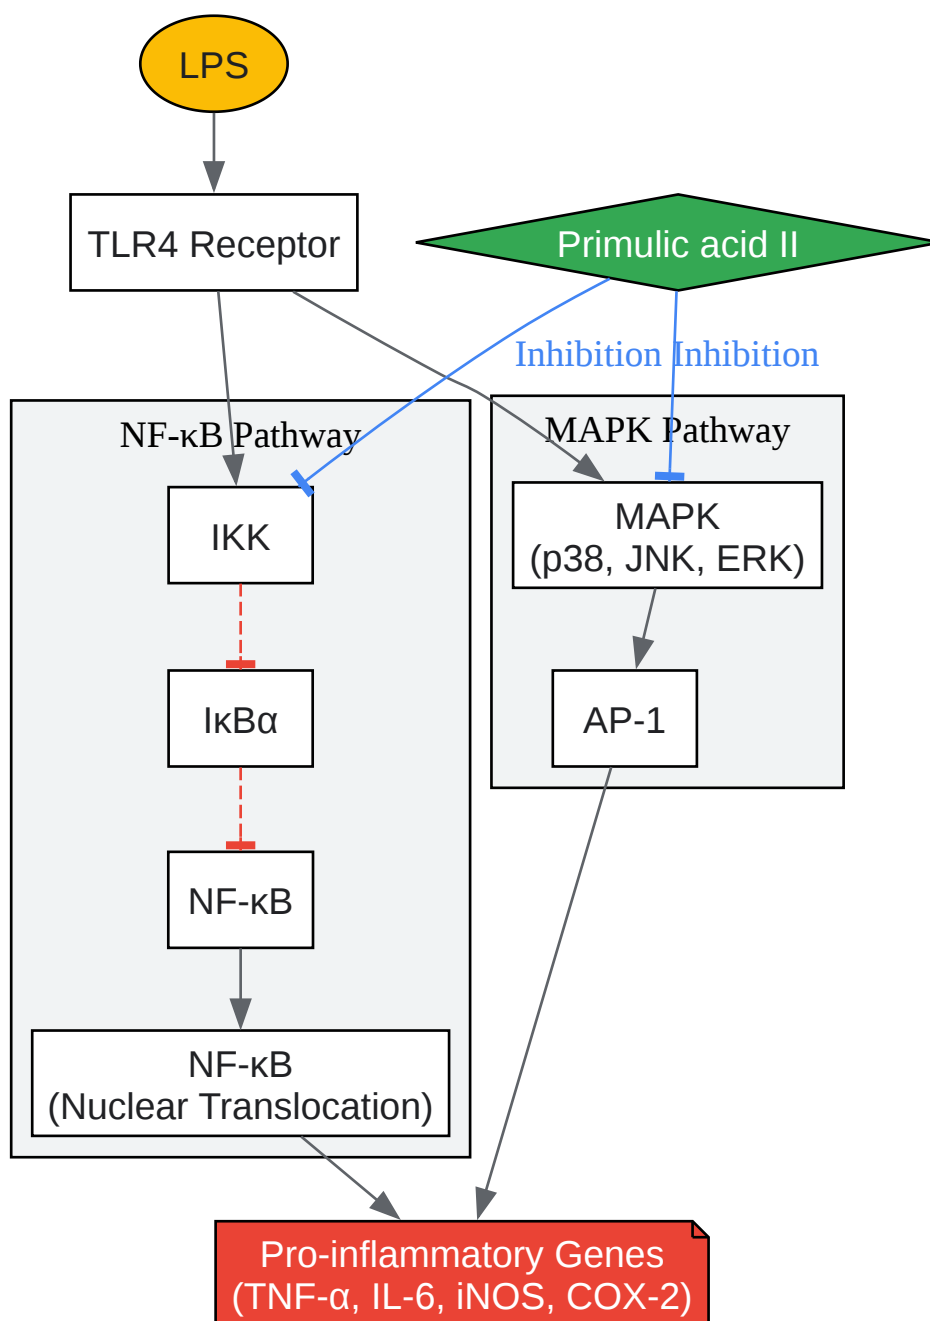 LPS
TLR4 Receptor
Primulic acid II
Inhibition
Inhibition
NF-κB Pathway
MAPK Pathway
IKK
MAPK
(p38, JNK, ERK)
IκBα
AP-1
NF-κB
NF-κB
(Nuclear Translocation)
Pro-inflammatory Genes
(TNF-α, IL-6, iNOS, COX-2)